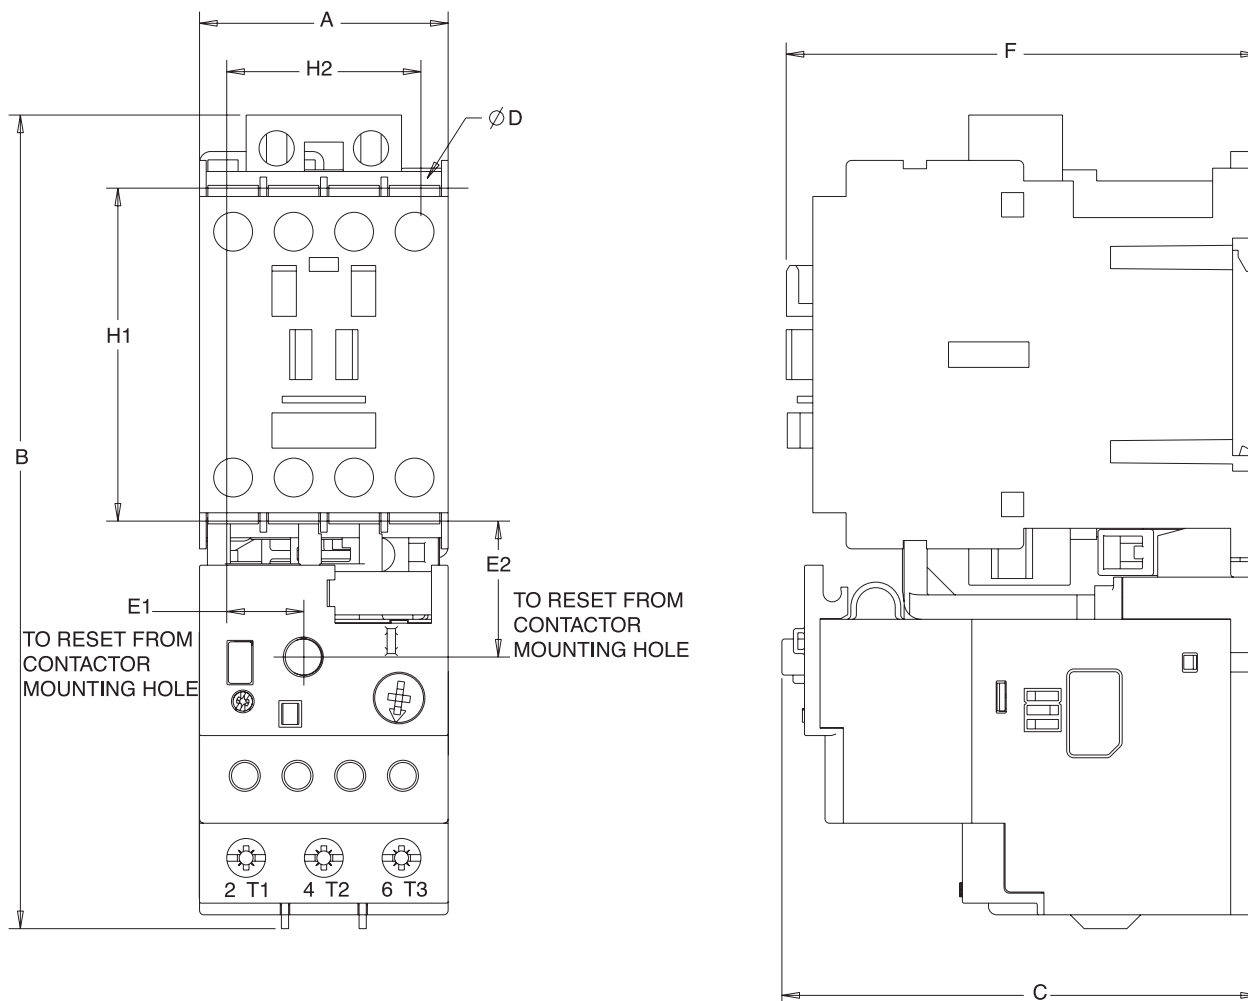 A
H2
⌀D
H1
B
E1
TO RESET FROM
CONTACTOR
MOUNTING HOLE
E2
TO RESET FROM
CONTACTOR
MOUNTING HOLE
2 T1 4 T2 6 T3
F
C